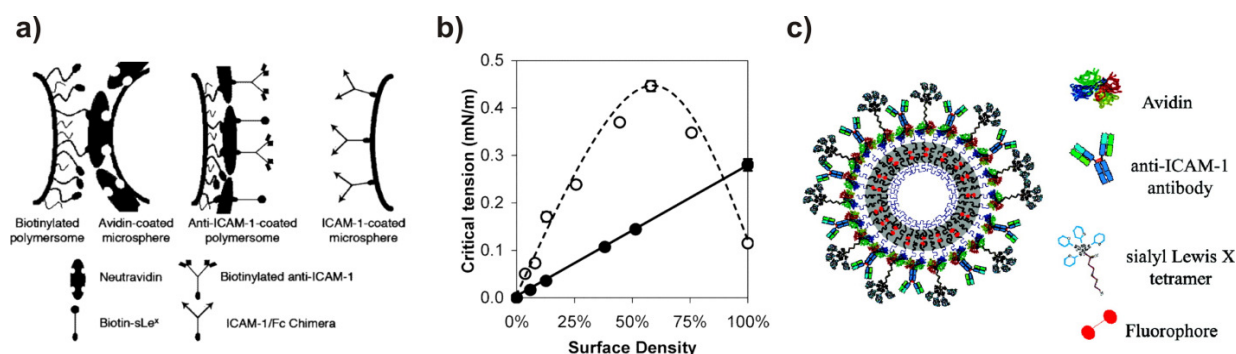 a)
Biotinylated
polymersome
Avidin-coated
microsphere
Anti-ICAM-1-coated
polymersome
ICAM-1-coated
microsphere
Neutravidin
Biotinylated anti-ICAM-1
Biotin-sLeˣ
ICAM-1/Fc Chimera
b)
Critical tension (mN/m)
0.5
0.4
0.3
0.2
0.1
0.0
0% 25% 50% 75% 100%
Surface Density
c)
Avidin
anti-ICAM-1
antibody
sialyl Lewis X
tetramer
Fluorophore